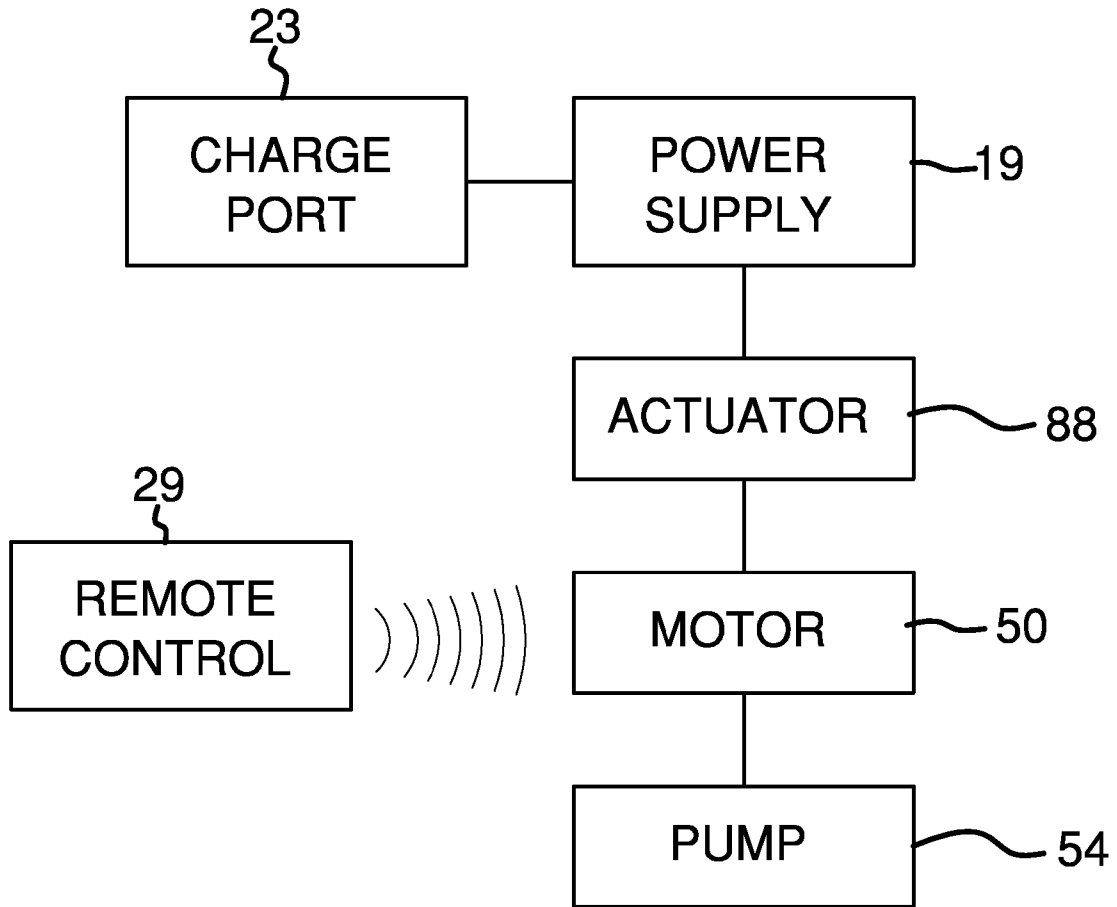 23
CHARGE
PORT
POWER
SUPPLY
19
ACTUATOR
88
29
REMOTE
CONTROL
MOTOR
50
PUMP
54